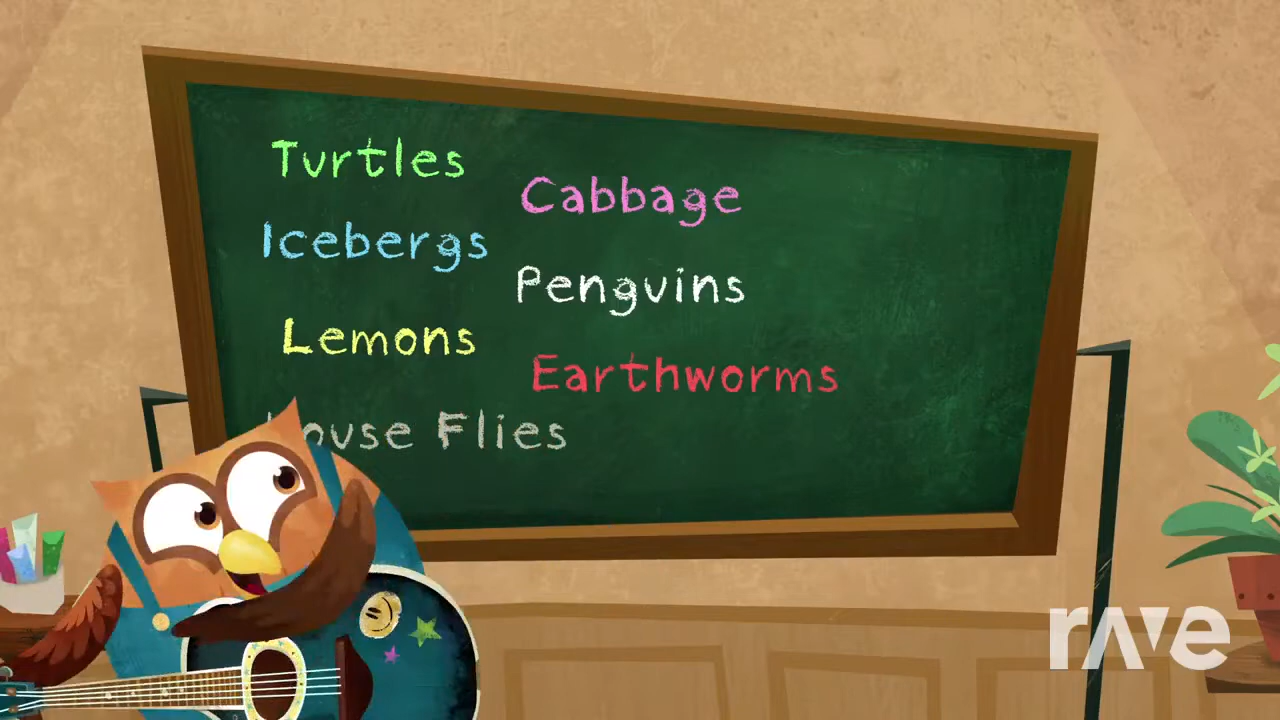 Turtles
Cabbage
Icebergs
Penguins
Lemons
Earthworms
Flies
rave